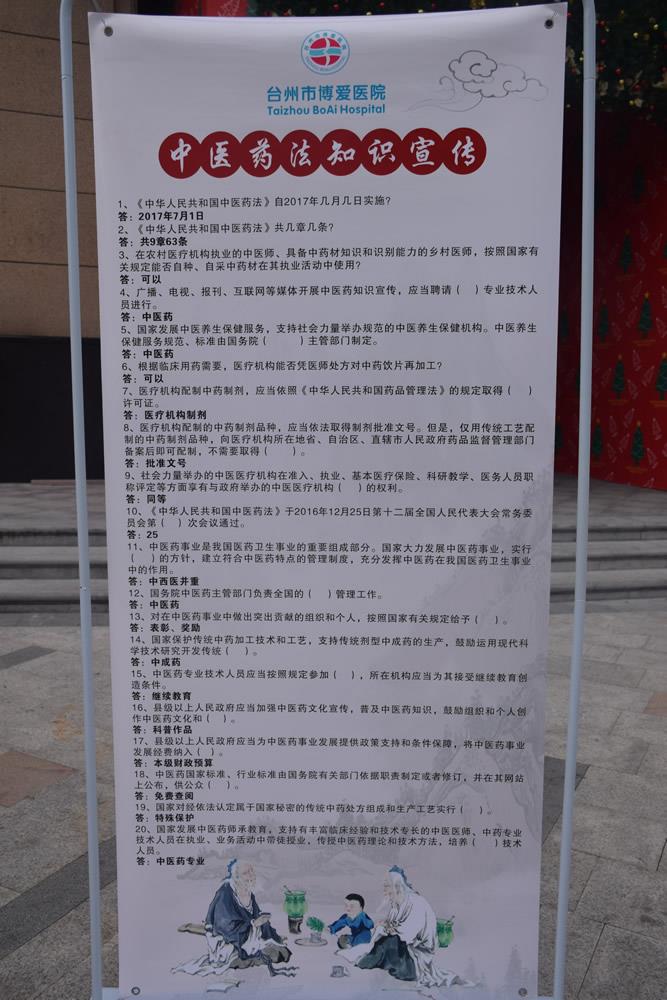 台州市博爱医院
Taizhou BoAi Hospital
中医药法知识宣传
1、《中华人民共和国中医药法》自2017年几月几日实施?
答：2017年7月1日
2、《中华人民共和国中医药法》共几章几条?
答：共9章63条
3、在农村医疗机构执业的中医师、具备中药材知识和识别能力的乡村医师，按照国家有
关规定能否自种、自采中药材在其执业活动中使用?
答：可以
4、广播、电视、报刊、互联网等媒体开展中医药知识宣传，应当聘请（ ）专业技术人
员进行。
答：中医药
5、国家发展中医养生保健服务，支持社会力量举办规范的中医养生保健机构。中医养生
保健服务规范、标准由国务院（ ）主管部门制定。
答：中医药
6、根据临床用药需要，医疗机构能否凭医师处方对中药饮片再加工?
答：可以
7、医疗机构配制中药制剂，应当依照《中华人民共和国药品管理法》的规定取得（ ）
许可证。
答：医疗机构制剂
8、医疗机构配制的中药制剂品种，应当依法取得制剂批准文号。但是，仅用传统工艺配
制的中药制剂品种，向医疗机构所在地省、自治区、直辖市人民政府药品监督管理部门
备案后即可配制，不需要取得（ ）。
答：批准文号
9、社会力量举办的中医医疗机构在准入、执业、基本医疗保险、科研教学、医务人员职
称评定等方面享有与政府举办的中医医疗机构（ ）的权利。
答：同等
10、《中华人民共和国中医药法》于2016年12月25日第十二届全国人民代表大会常务委
员会第（ ）次会议通过。
答：25
11、中医药事业是我国医药卫生事业的重要组成部分。国家大力发展中医药事业，实行
（ ）的方针，建立符合中医药特点的管理制度，充分发挥中医药在我国医药卫生事业
中的作用。
答：中西医并重
12、国务院中医药主管部门负责全国的（ ）管理工作。
答：中医药
13、对在中医药事业中做出突出贡献的组织和个人，按照国家有关规定给予（ ）。
答：表彰、奖励
14、国家保护传统中药加工技术和工艺，支持传统剂型中成药的生产，鼓励运用现代科
学技术研究开发传统（ ）。
答：中成药
15、中医药专业技术人员应当按照规定参加（ ），所在机构应当为其接受继续教育创
造条件。
答：继续教育
16、县级以上人民政府应当加强中医药文化宣传，普及中医药知识，鼓励组织和个人创
作中医药文化和（ ）。
答：科普作品
17、县级以上人民政府应当为中医药事业发展提供政策支持和条件保障，将中医药事业
发展经费纳入（ ）。
答：本级财政预算
18、中医药国家标准、行业标准由国务院有关部门依据职责制定或者修订，并在其网站
上公布，供公众（ ）。
答：免费查阅
19、国家对经依法认定属于国家秘密的传统中药处方组成和生产工艺实行（ ）。
答：特殊保护
20、国家发展中医药师承教育，支持有丰富临床经验和技术专长的中医医师、中药专业
技术人员在执业、业务活动中带徒授业，传授中医药理论和技术方法，培养（ ）技术
人员。
答：中医药专业